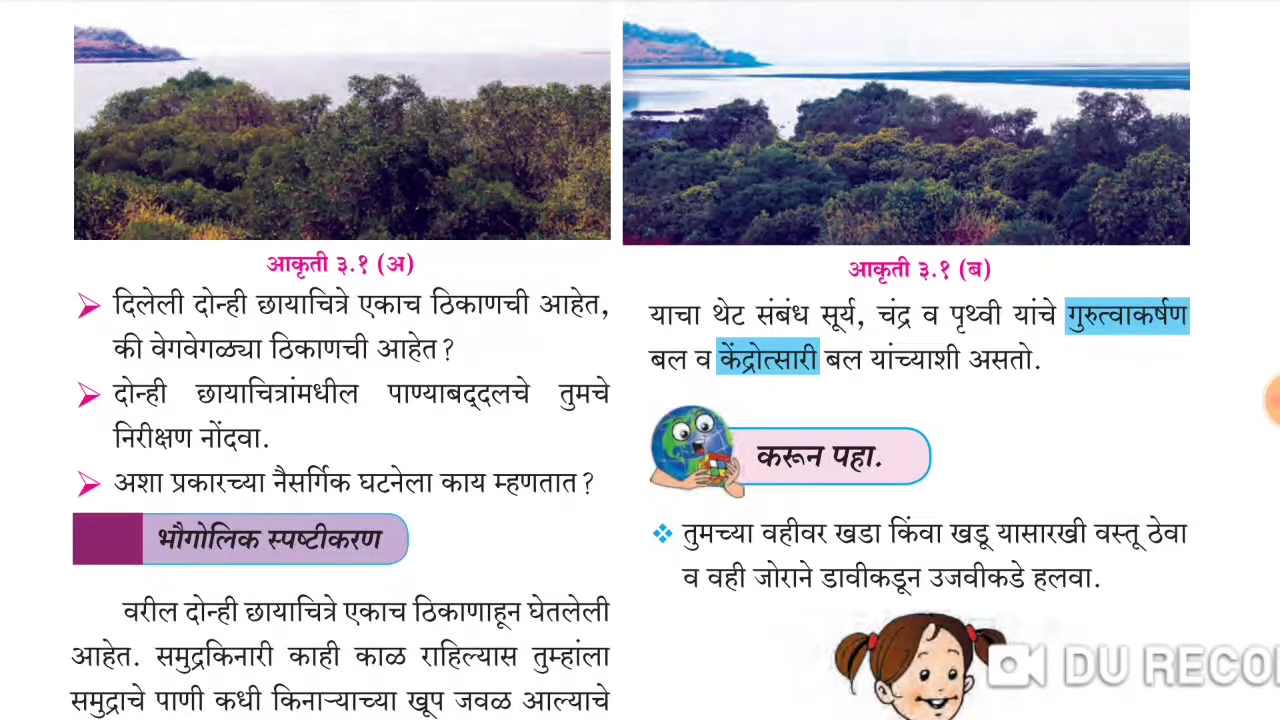 आकृती ३.१ (अ)
दिलेली दोन्ही छायाचित्रे एकाच ठिकाणची आहेत,
की वेगवेगळ्या ठिकाणची आहेत ?
दोन्ही छायाचित्रांमधील पाण्याबद्दलचे तुमचे
निरीक्षण नोंदवा.
अशा प्रकारच्या नैसर्गिक घटनेला काय म्हणतात ?
भौगोलिक स्पष्टीकरण
वरील दोन्ही छायाचित्रे एकाच ठिकाणाहून घेतलेली
आहेत. समुद्रकिनारी काही काळ राहिल्यास तुम्हांला
समुद्राचे पाणी कधी किनाऱ्याच्या खूप जवळ आल्याचे
आकृती ३.१ (ब)
याचा थेट संबंध सूर्य, चंद्र व पृथ्वी यांचे गुरुत्वाकर्षण
बल व केंद्रोत्सारी बल यांच्याशी असतो.
करून पहा.
तुमच्या वहीवर खडा किंवा खडू यासारखी वस्तू ठेवा
व वही जोराने डावीकडून उजवीकडे हलवा.
DU RECO